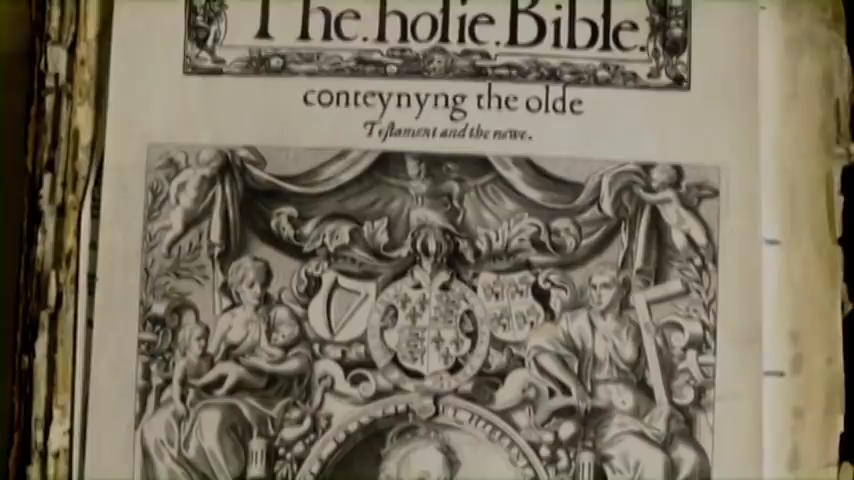 The.holie.Bible.
conteynyng the olde
Testament and the newe.